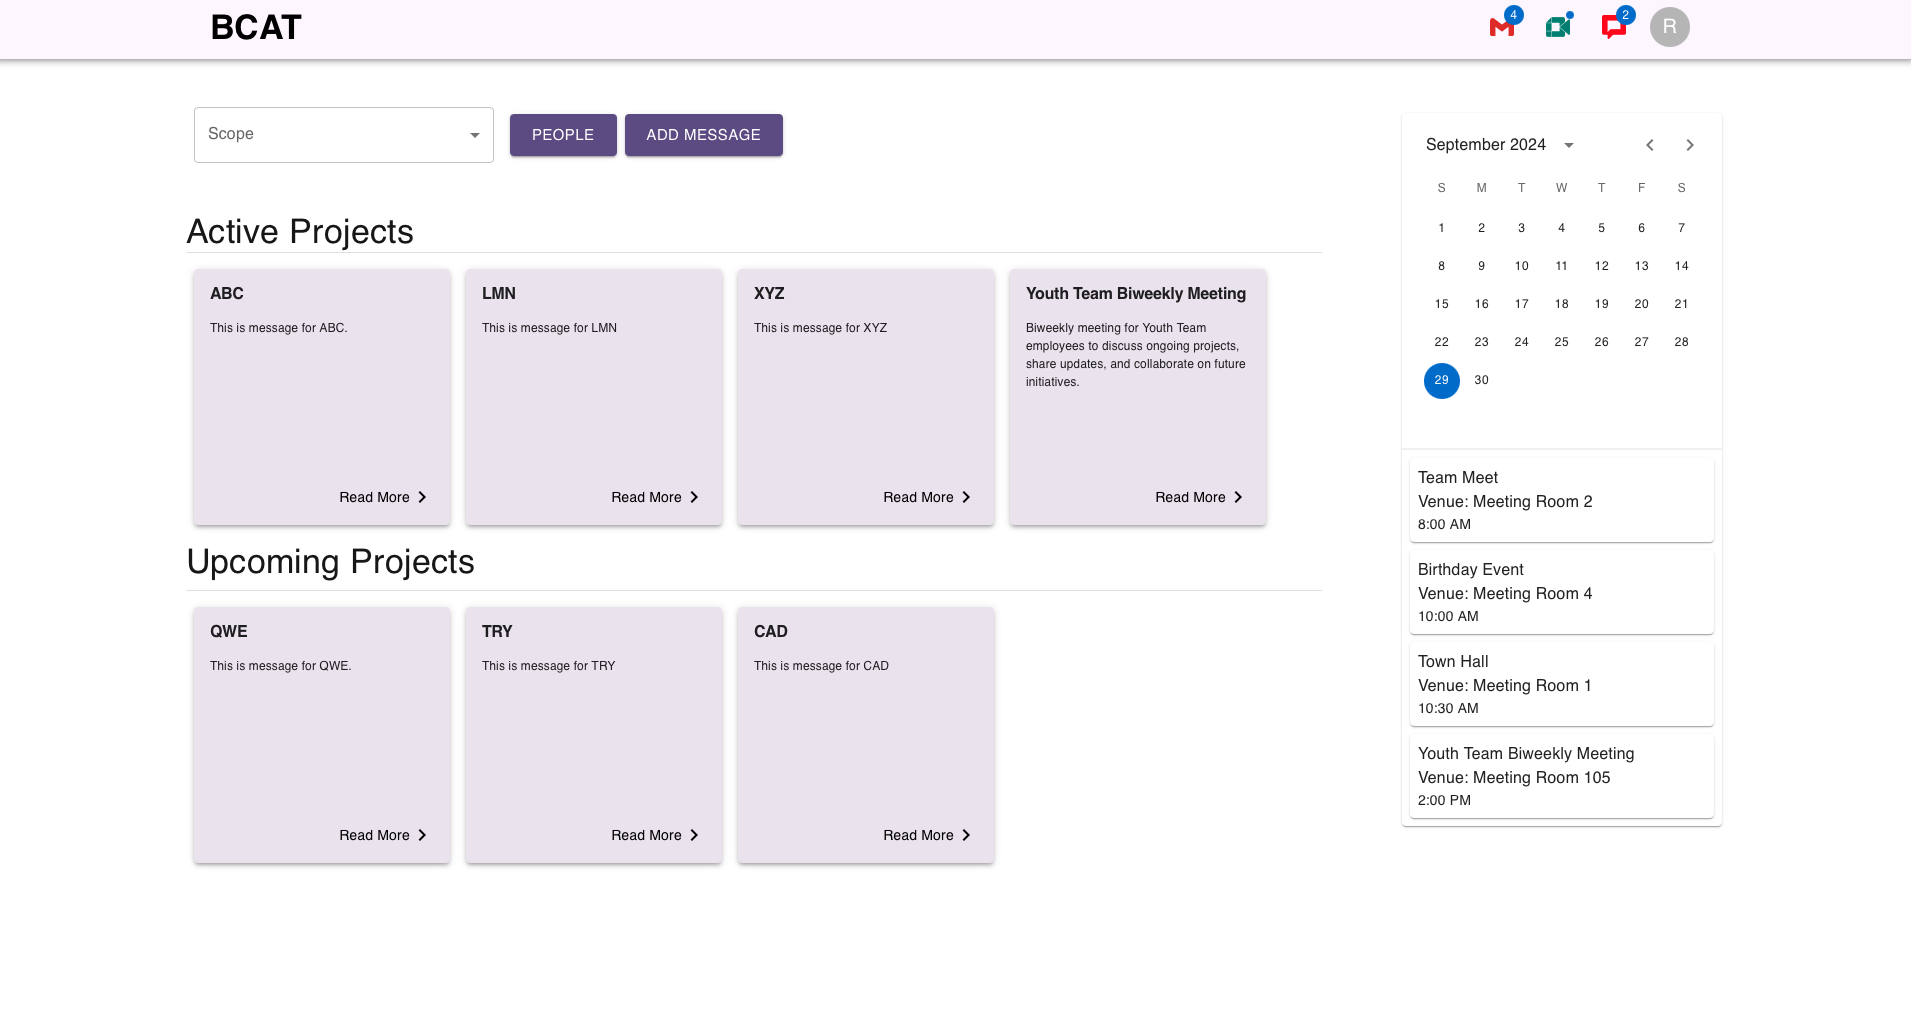 BCAT
4
2
R
Scope
PEOPLE
ADD MESSAGE
Active Projects
ABC
This is message for ABC.
Read More
LMN
This is message for LMN
Read More
XYZ
This is message for XYZ
Read More
Youth Team Biweekly Meeting
Biweekly meeting for Youth Team
employees to discuss ongoing projects,
share updates, and collaborate on future
initiatives.
Read More
Upcoming Projects
QWE
This is message for QWE.
Read More
TRY
This is message for TRY
Read More
CAD
This is message for CAD
Read More
September 2024
S M T W T F S
1 2 3 4 5 6 7
8 9 10 11 12 13 14
15 16 17 18 19 20 21
22 23 24 25 26 27 28
29 30
Team Meet
Venue: Meeting Room 2
8:00 AM
Birthday Event
Venue: Meeting Room 4
10:00 AM
Town Hall
Venue: Meeting Room 1
10:30 AM
Youth Team Biweekly Meeting
Venue: Meeting Room 105
2:00 PM